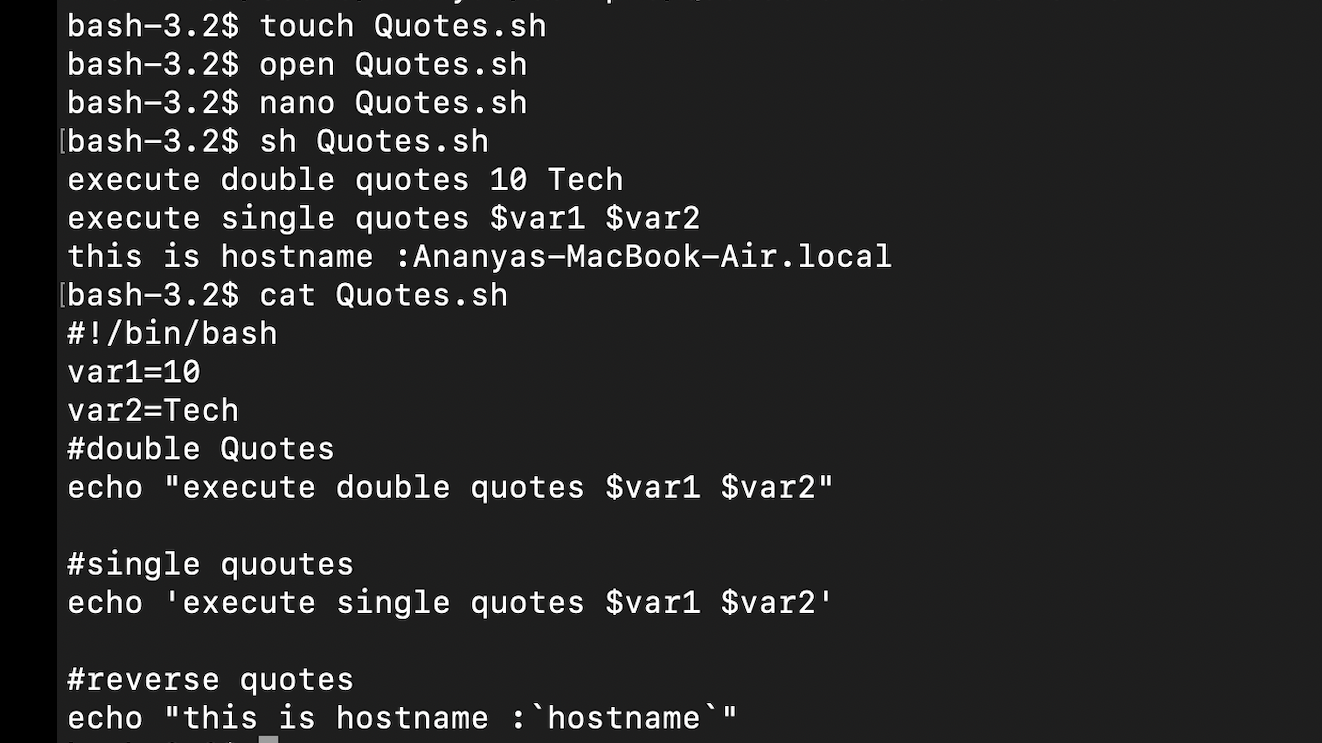 bash-3.2$ touch Quotes.sh
bash-3.2$ open Quotes.sh
bash-3.2$ nano Quotes.sh
[bash-3.2$ sh Quotes.sh
execute double quotes 10 Tech
execute single quotes $var1 $var2
this is hostname :Ananyas-MacBook-Air.local
[bash-3.2$ cat Quotes.sh
#!/bin/bash
var1=10
var2=Tech
#double Quotes
echo "execute double quotes $var1 $var2"
#single quoutes
echo 'execute single quotes $var1 $var2'
#reverse quotes
echo "this is hostname :`hostname`"